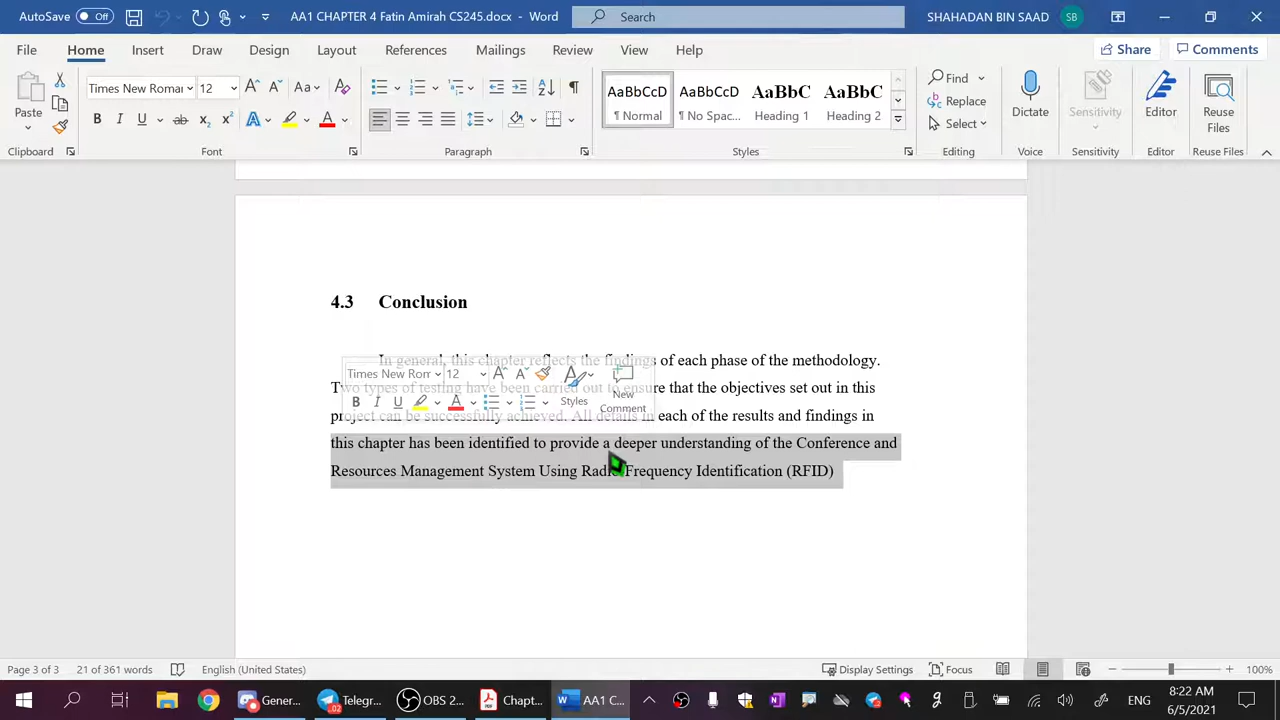 AutoSave Off AA1 CHAPTER 4 Fatin Amirah CS245.docx - Word Search SHAHADAN BIN SAAD SB
File Home Insert Draw Design Layout References Mailings Review View Help Share Comments
Paste Times New Roma 12 Aa AaBbCcD AaBbCcD AaBbC AaBbC Find Replace Select Dictate Sensitivity Editor Reuse Files
¶ Normal ¶ No Spac... Heading 1 Heading 2
Clipboard Font Paragraph Styles Editing Voice Sensitivity Editor Reuse Files
4.3 Conclusion
In general, this chapter reflects the findings of each phase of the methodology.
Times New Rom 12 Styles New Comment
Two types of testing have been carried out to ensure that the objectives set out in this
project can be successfully achieved. All details in each of the results and findings in
this chapter has been identified to provide a deeper understanding of the Conference and
Resources Management System Using Radio Frequency Identification (RFID)
Page 3 of 3 21 of 361 words English (United States) Display Settings Focus 100%
Gener... Telegr... OBS 2... Chapt... AA1 C... ENG 8:22 AM
6/5/2021